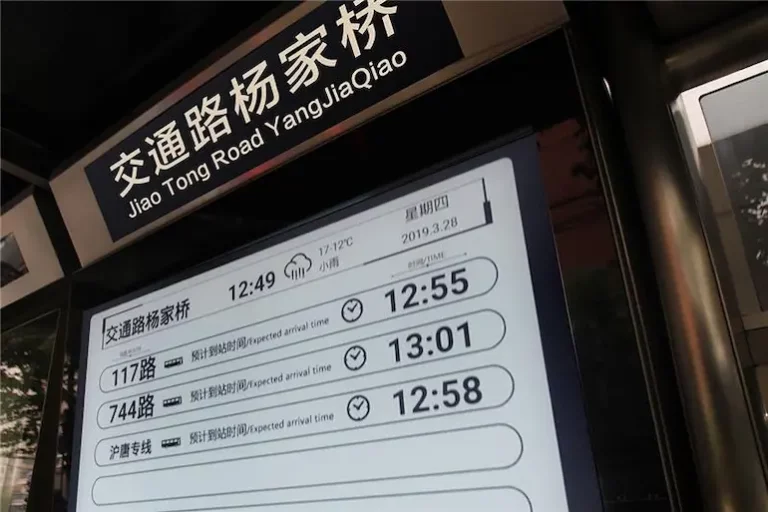 交通路杨家桥
Jiao Tong Road YangJiaQiao
交通路杨家桥 12:49 17-12℃ 小雨 星期四 2019.3.28
时间/TIME
117路 预计到站时间/Expected arrival time 12:55
744路 预计到站时间/Expected arrival time 13:01
沪唐专线 预计到站时间/Expected arrival time 12:58